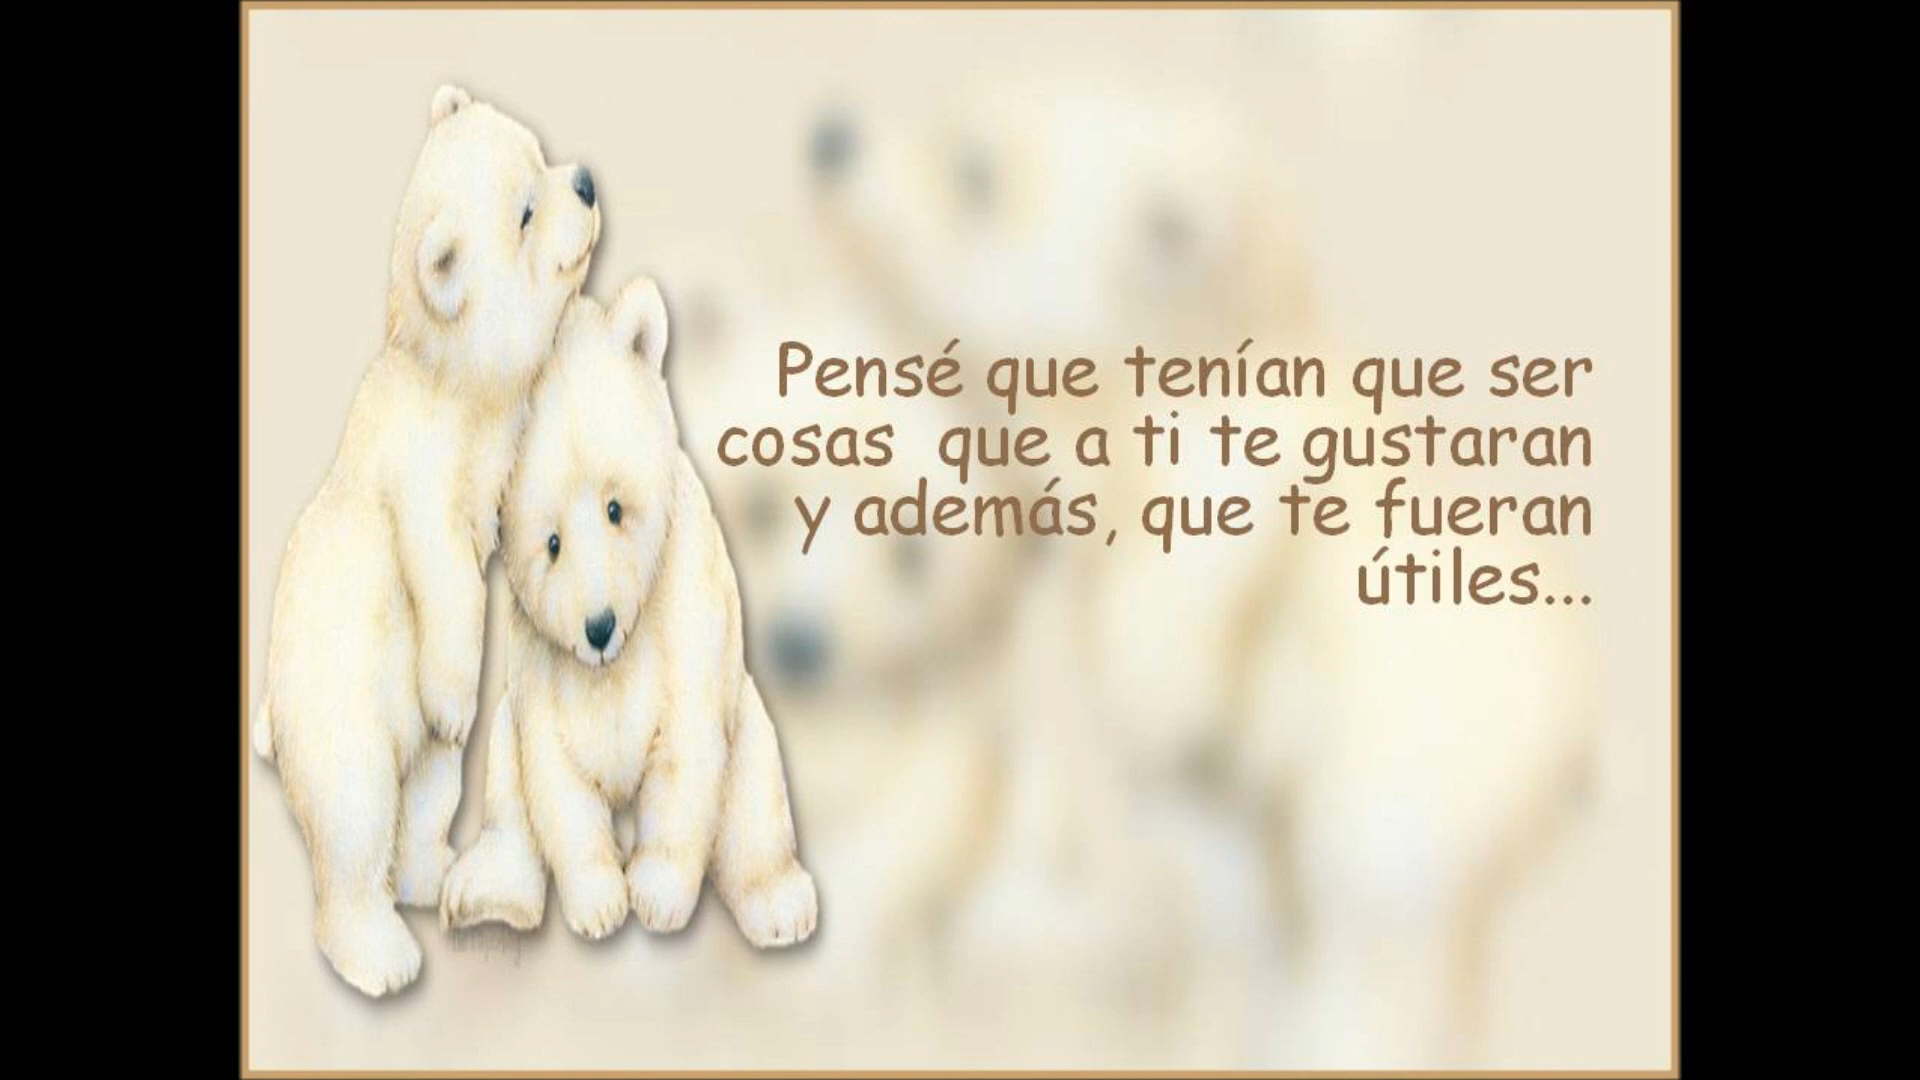 Pensé que tenían que ser
cosas  que a ti te gustaran
y además, que te fueran
útiles...